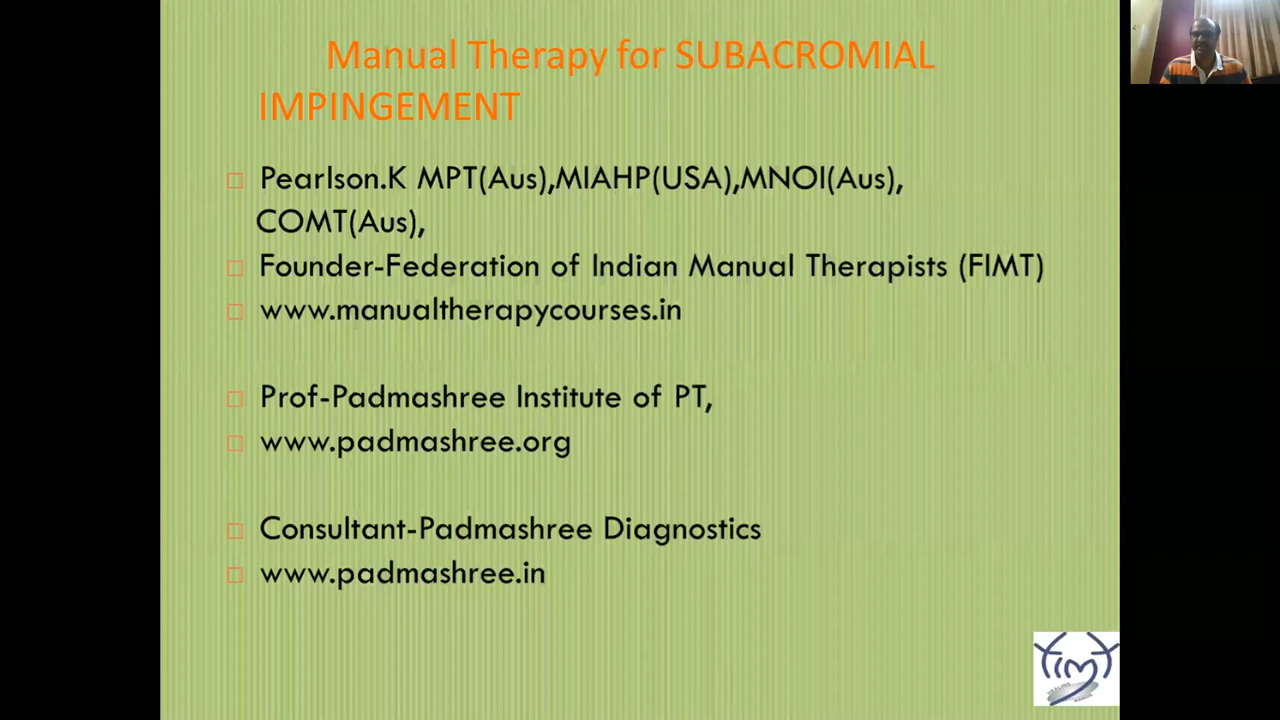 Manual Therapy for SUBACROMIAL
IMPINGEMENT
Pearlson.K MPT(Aus),MIAHP(USA),MNOI(Aus),
COMT(Aus),
Founder-Federation of Indian Manual Therapists (FIMT)
www.manualtherapycourses.in
Prof-Padmashree Institute of PT,
www.padmashree.org
Consultant-Padmashree Diagnostics
www.padmashree.in
FIMT